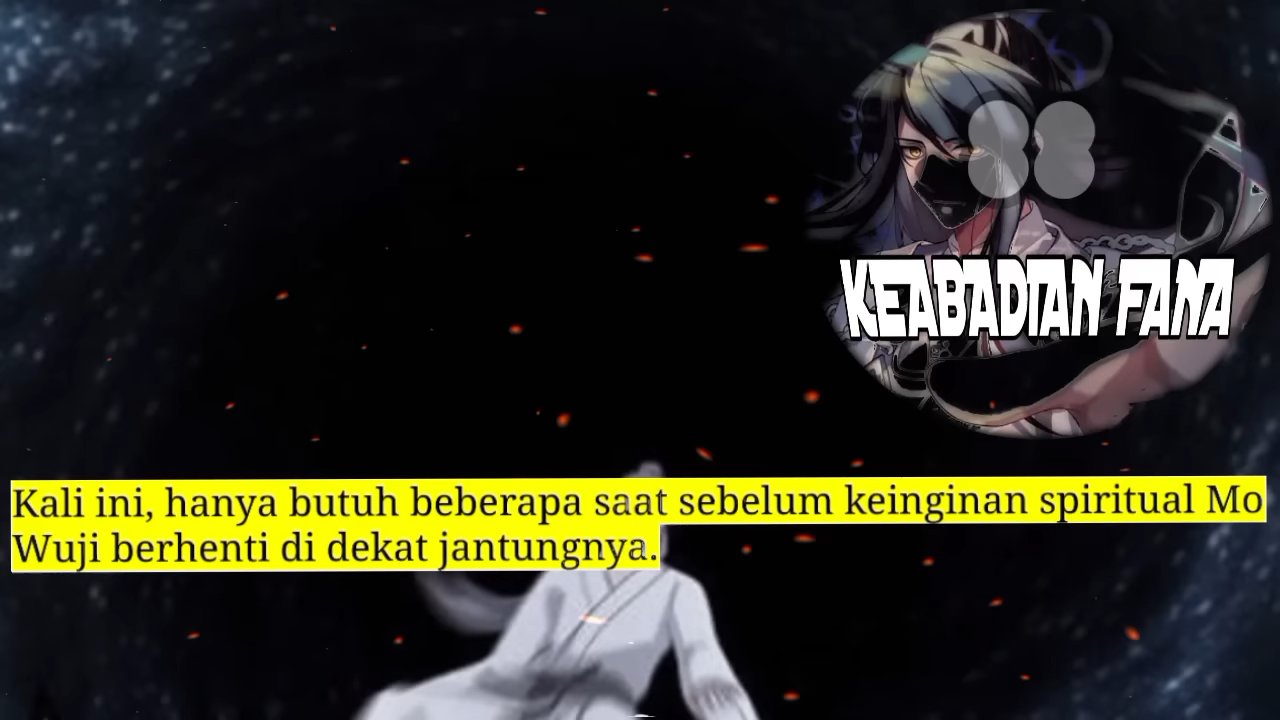 KEABADIAN FANA
Kali ini, hanya butuh beberapa saat sebelum keinginan spiritual Mo
Wuji berhenti di dekat jantungnya.